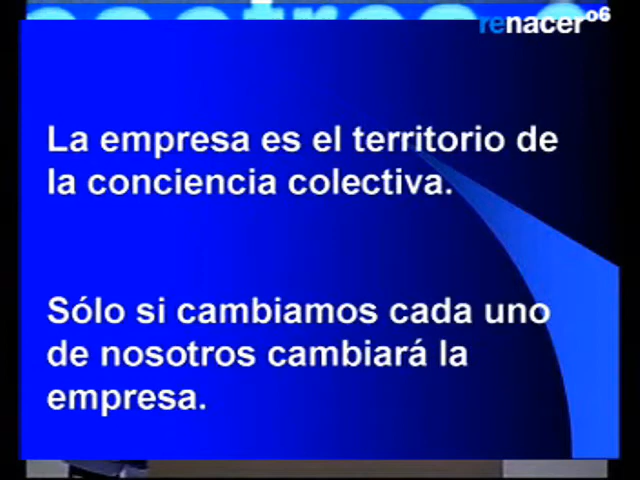 renacer06
La empresa es el territorio de
la conciencia colectiva.
Sólo si cambiamos cada uno
de nosotros cambiará la
empresa.